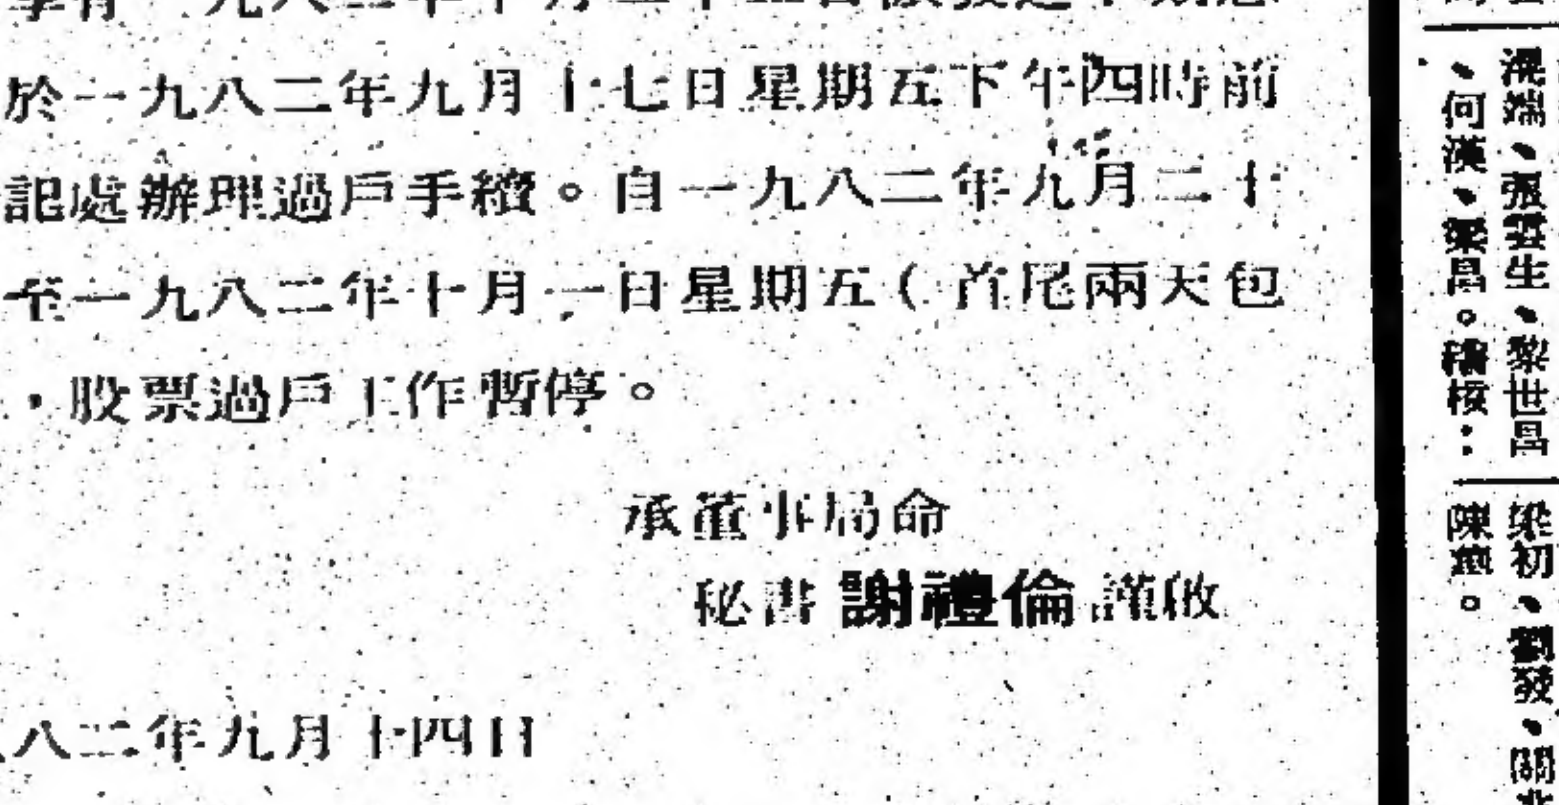 於一九八二年九月十七日星期五下午四時前
記處辦理過戶手續。自一九八二年九月二十
至一九八二年十月一日星期五(首尾兩天包
，股票過戶工作暫停。
承董事局命
秘書 謝禮倫 謹啟
八二年九月十四日
張雲生、黎世昌
、何漢、梁昌。稽核：
梁初、劉發、關
陳